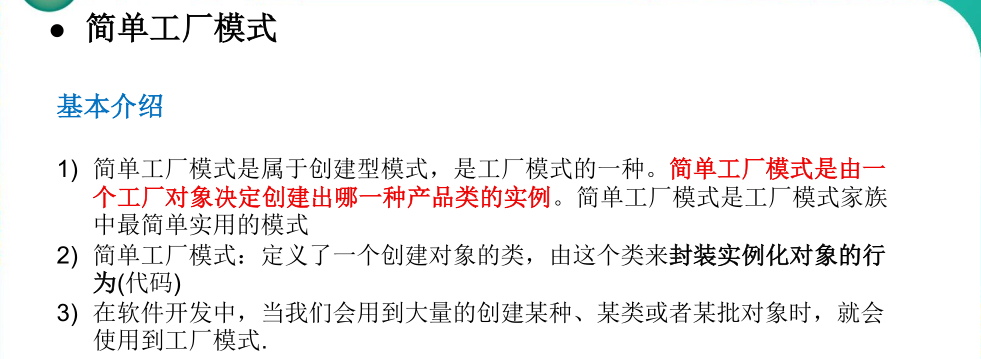 ● 简单工厂模式
基本介绍
1) 简单工厂模式是属于创建型模式，是工厂模式的一种。简单工厂模式是由一
个工厂对象决定创建出哪一种产品类的实例。简单工厂模式是工厂模式家族
中最简单实用的模式
2) 简单工厂模式：定义了一个创建对象的类，由这个类来封装实例化对象的行
为(代码)
3) 在软件开发中，当我们会用到大量的创建某种、某类或者某批对象时，就会
使用到工厂模式.